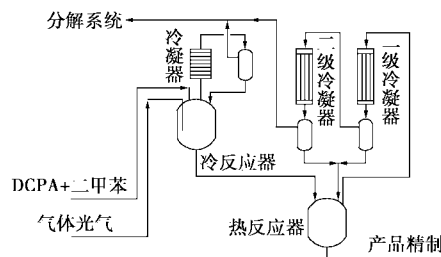 分解系统
冷凝器
二级冷凝器
一级冷凝器
冷反应器
DCPA+二甲苯
气体光气
热反应器
产品精制